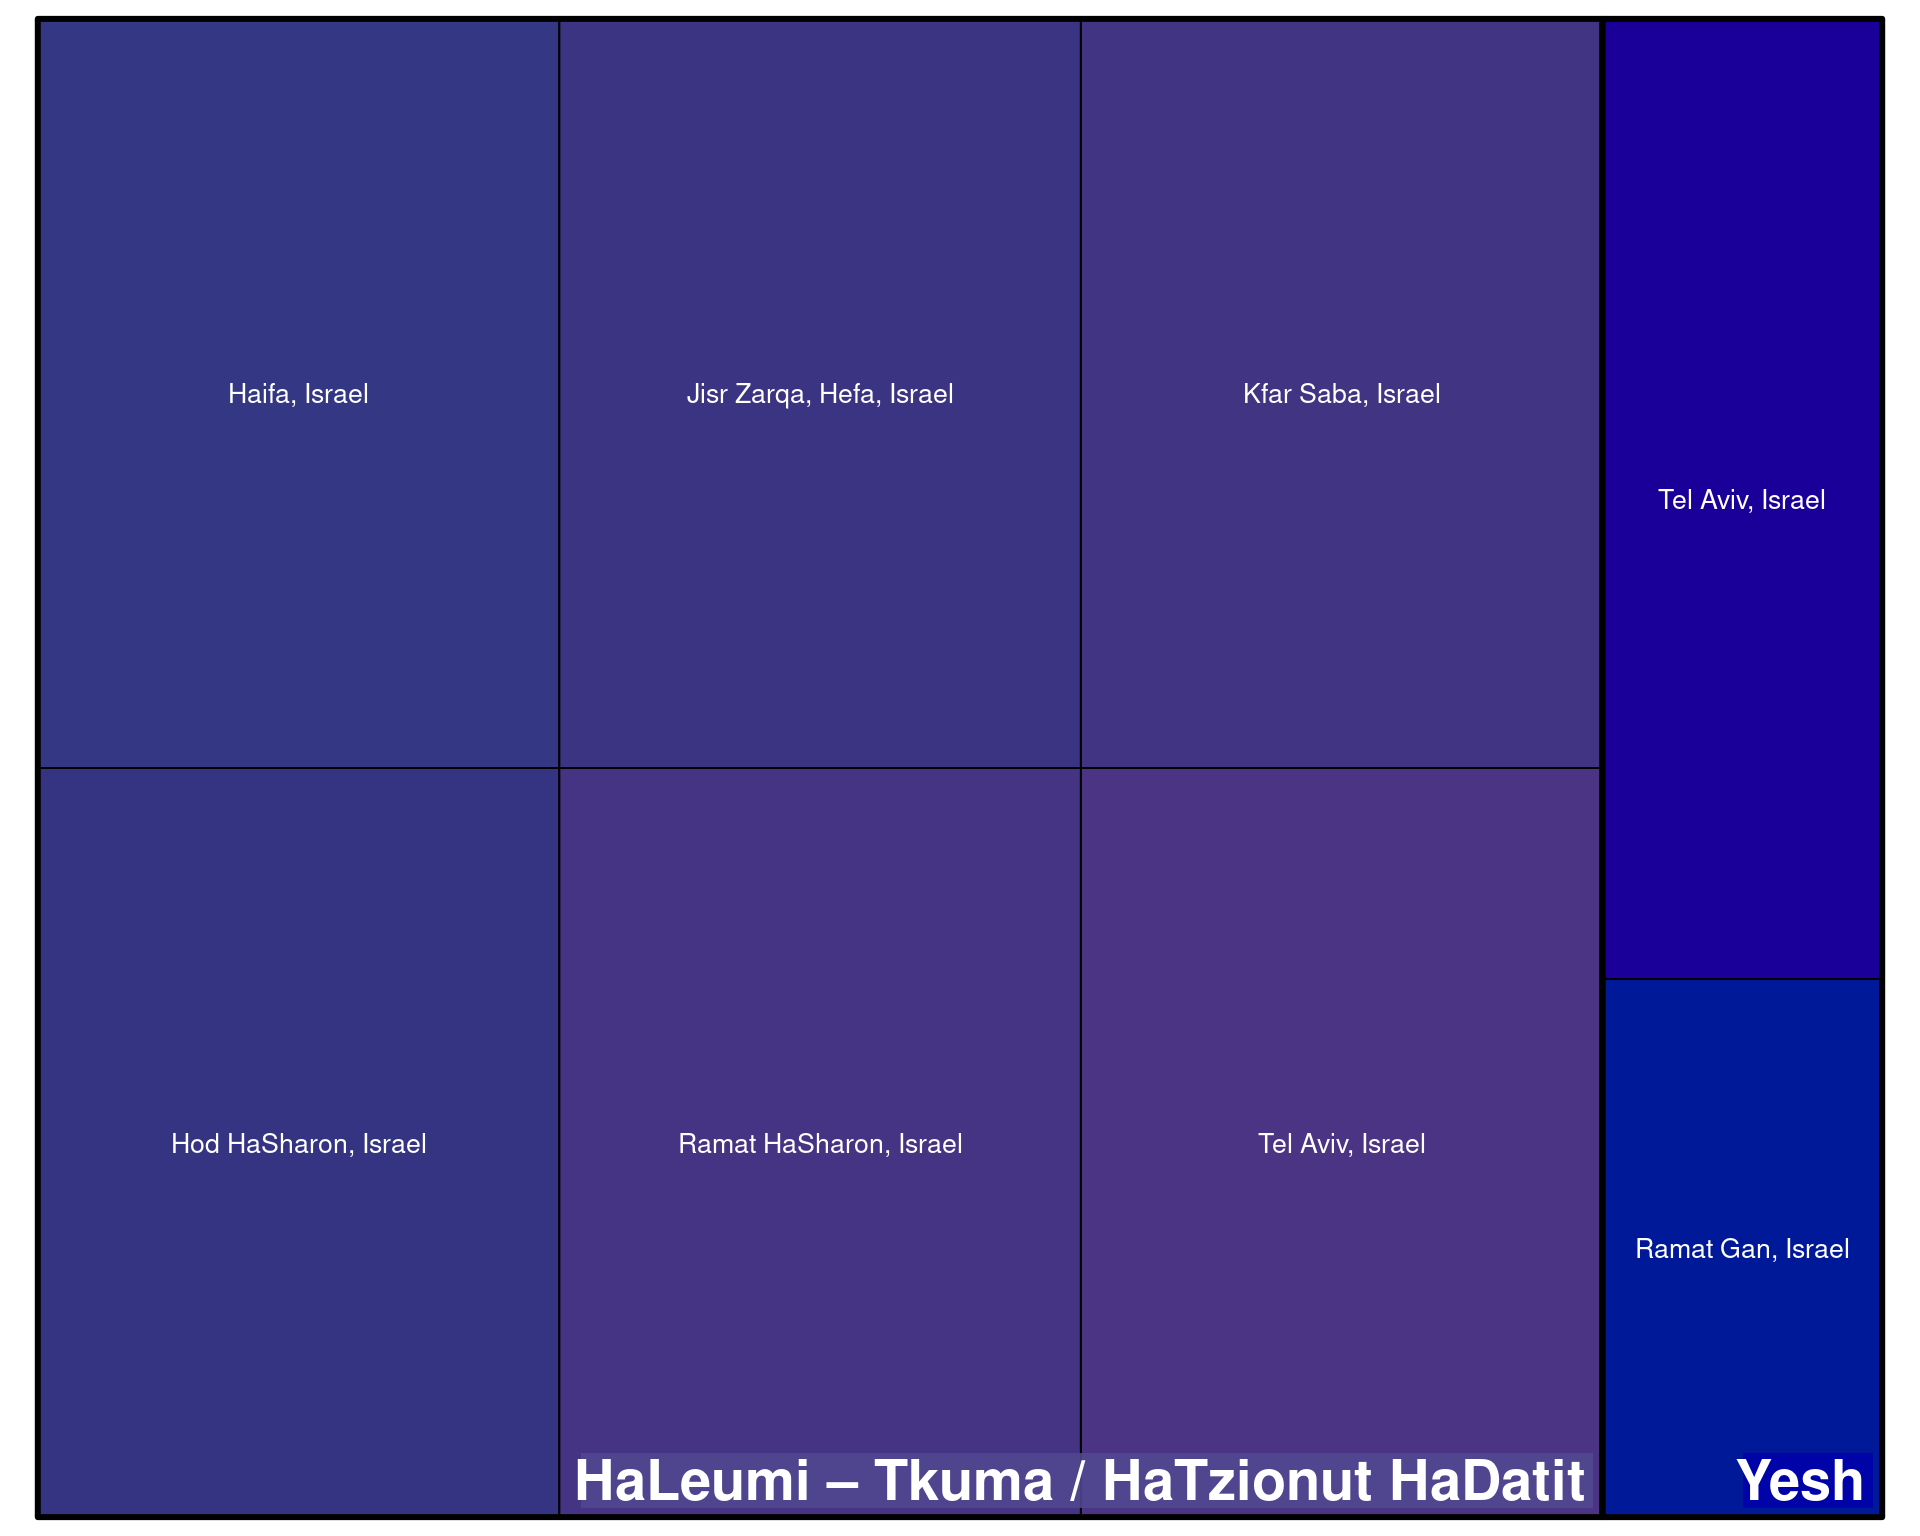 Haifa, Israel
Jisr Zarqa, Hefa, Israel
Kfar Saba, Israel
Tel Aviv, Israel
Hod HaSharon, Israel
Ramat HaSharon, Israel
Tel Aviv, Israel
Ramat Gan, Israel
HaLeumi – Tkuma / HaTzionut HaDatit
Yesh